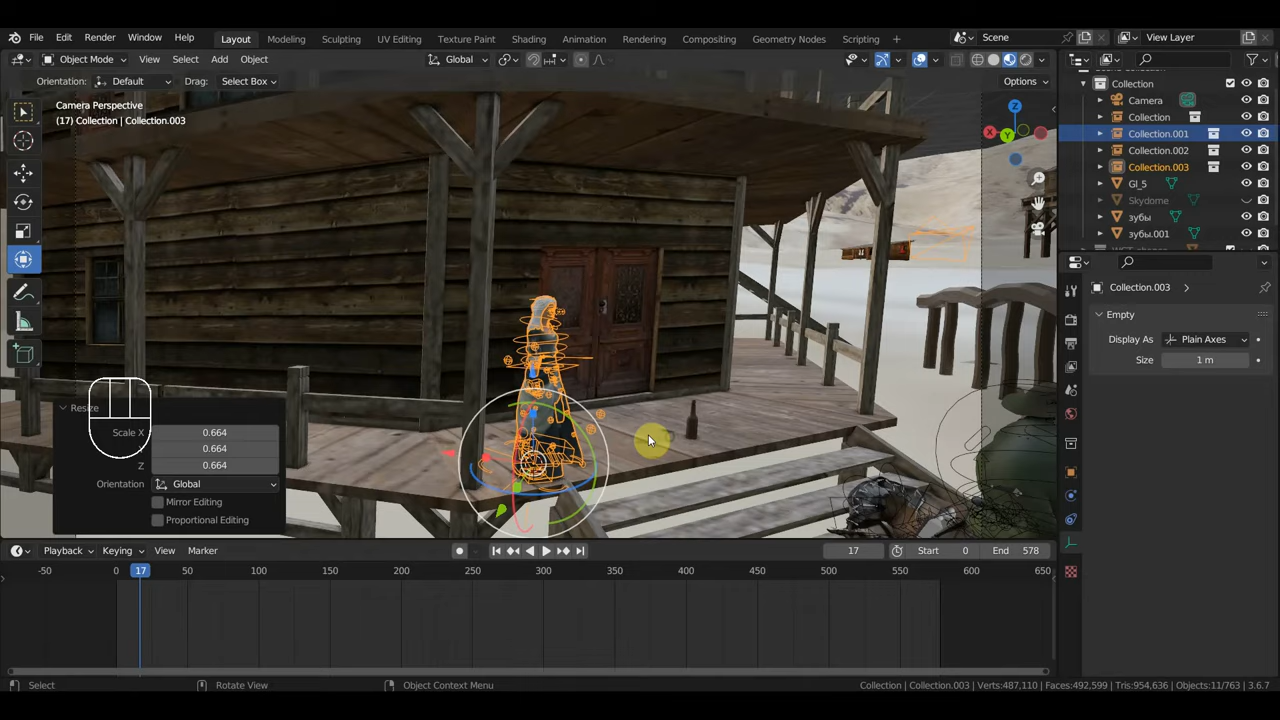 File Edit Render Window Help Layout Modeling Sculpting UV Editing Texture Paint Shading Animation Rendering Compositing Geometry Nodes Scripting + Scene View Layer
Object Mode View Select Add Object Global
Orientation: Default Drag: Select Box Options
Camera Perspective
(17) Collection | Collection.003
X
Y
Z
Collection
Camera
Collection
Collection.001
Collection.002
Collection.003
Gl_5
Skydome
зубы
зубы.001
Collection.003
Empty
Display As Plain Axes
Size 1 m
Resize
Scale X 0.664
0.664
Z 0.664
Orientation Global
Mirror Editing
Proportional Editing
Playback Keying View Marker 17 Start 0 End 578
-50 0 17 50 100 150 200 250 300 350 400 450 500 550 600 650
Select Rotate View Object Context Menu Collection | Collection.003 | Verts:487,110 | Faces:492,599 | Tris:954,636 | Objects:11/763 | 3.6.7